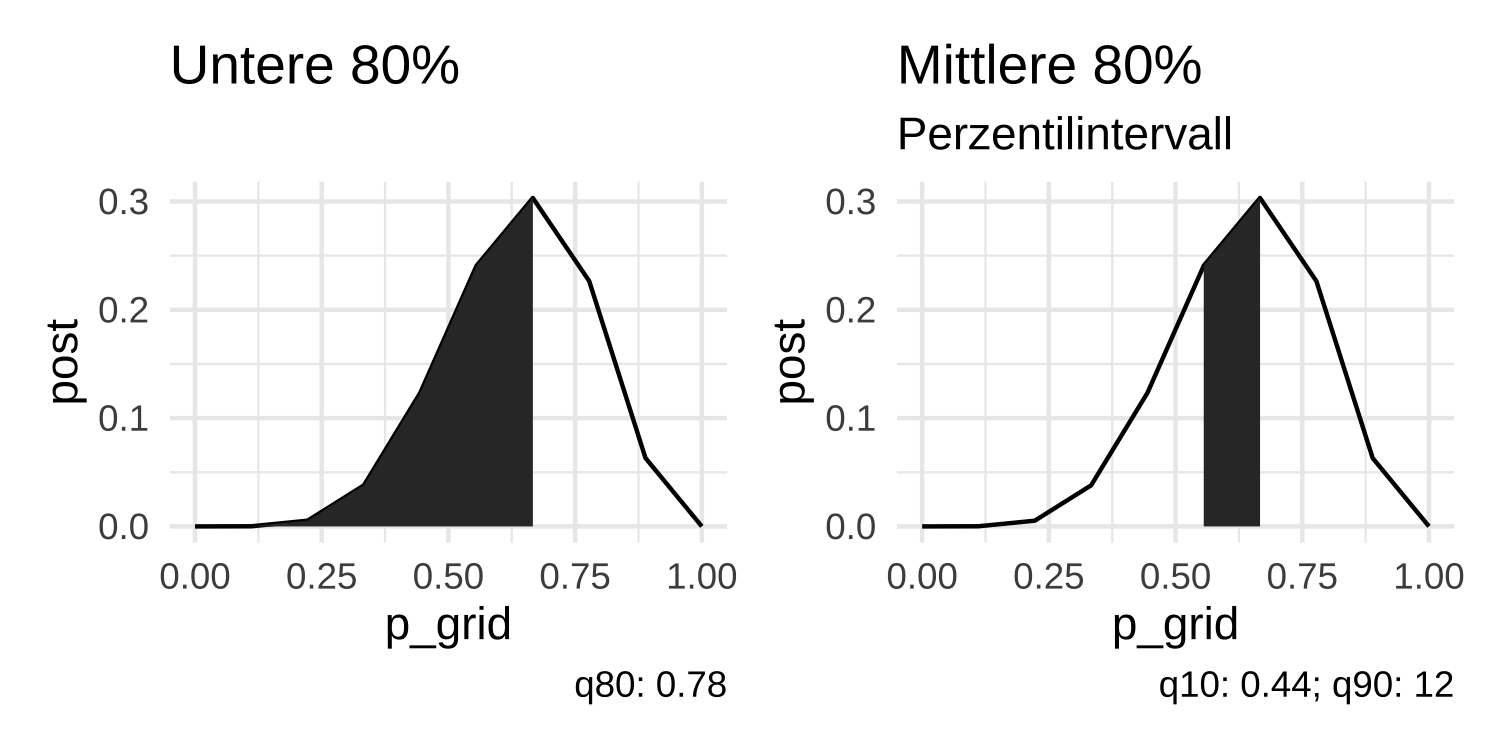 Untere 80%
0.3
0.2
0.1
0.0
post
0.00 0.25 0.50 0.75 1.00
p_grid
q80: 0.78
Mittlere 80%
Perzentilintervall
0.3
0.2
0.1
0.0
post
0.00 0.25 0.50 0.75 1.00
p_grid
q10: 0.44; q90: 12